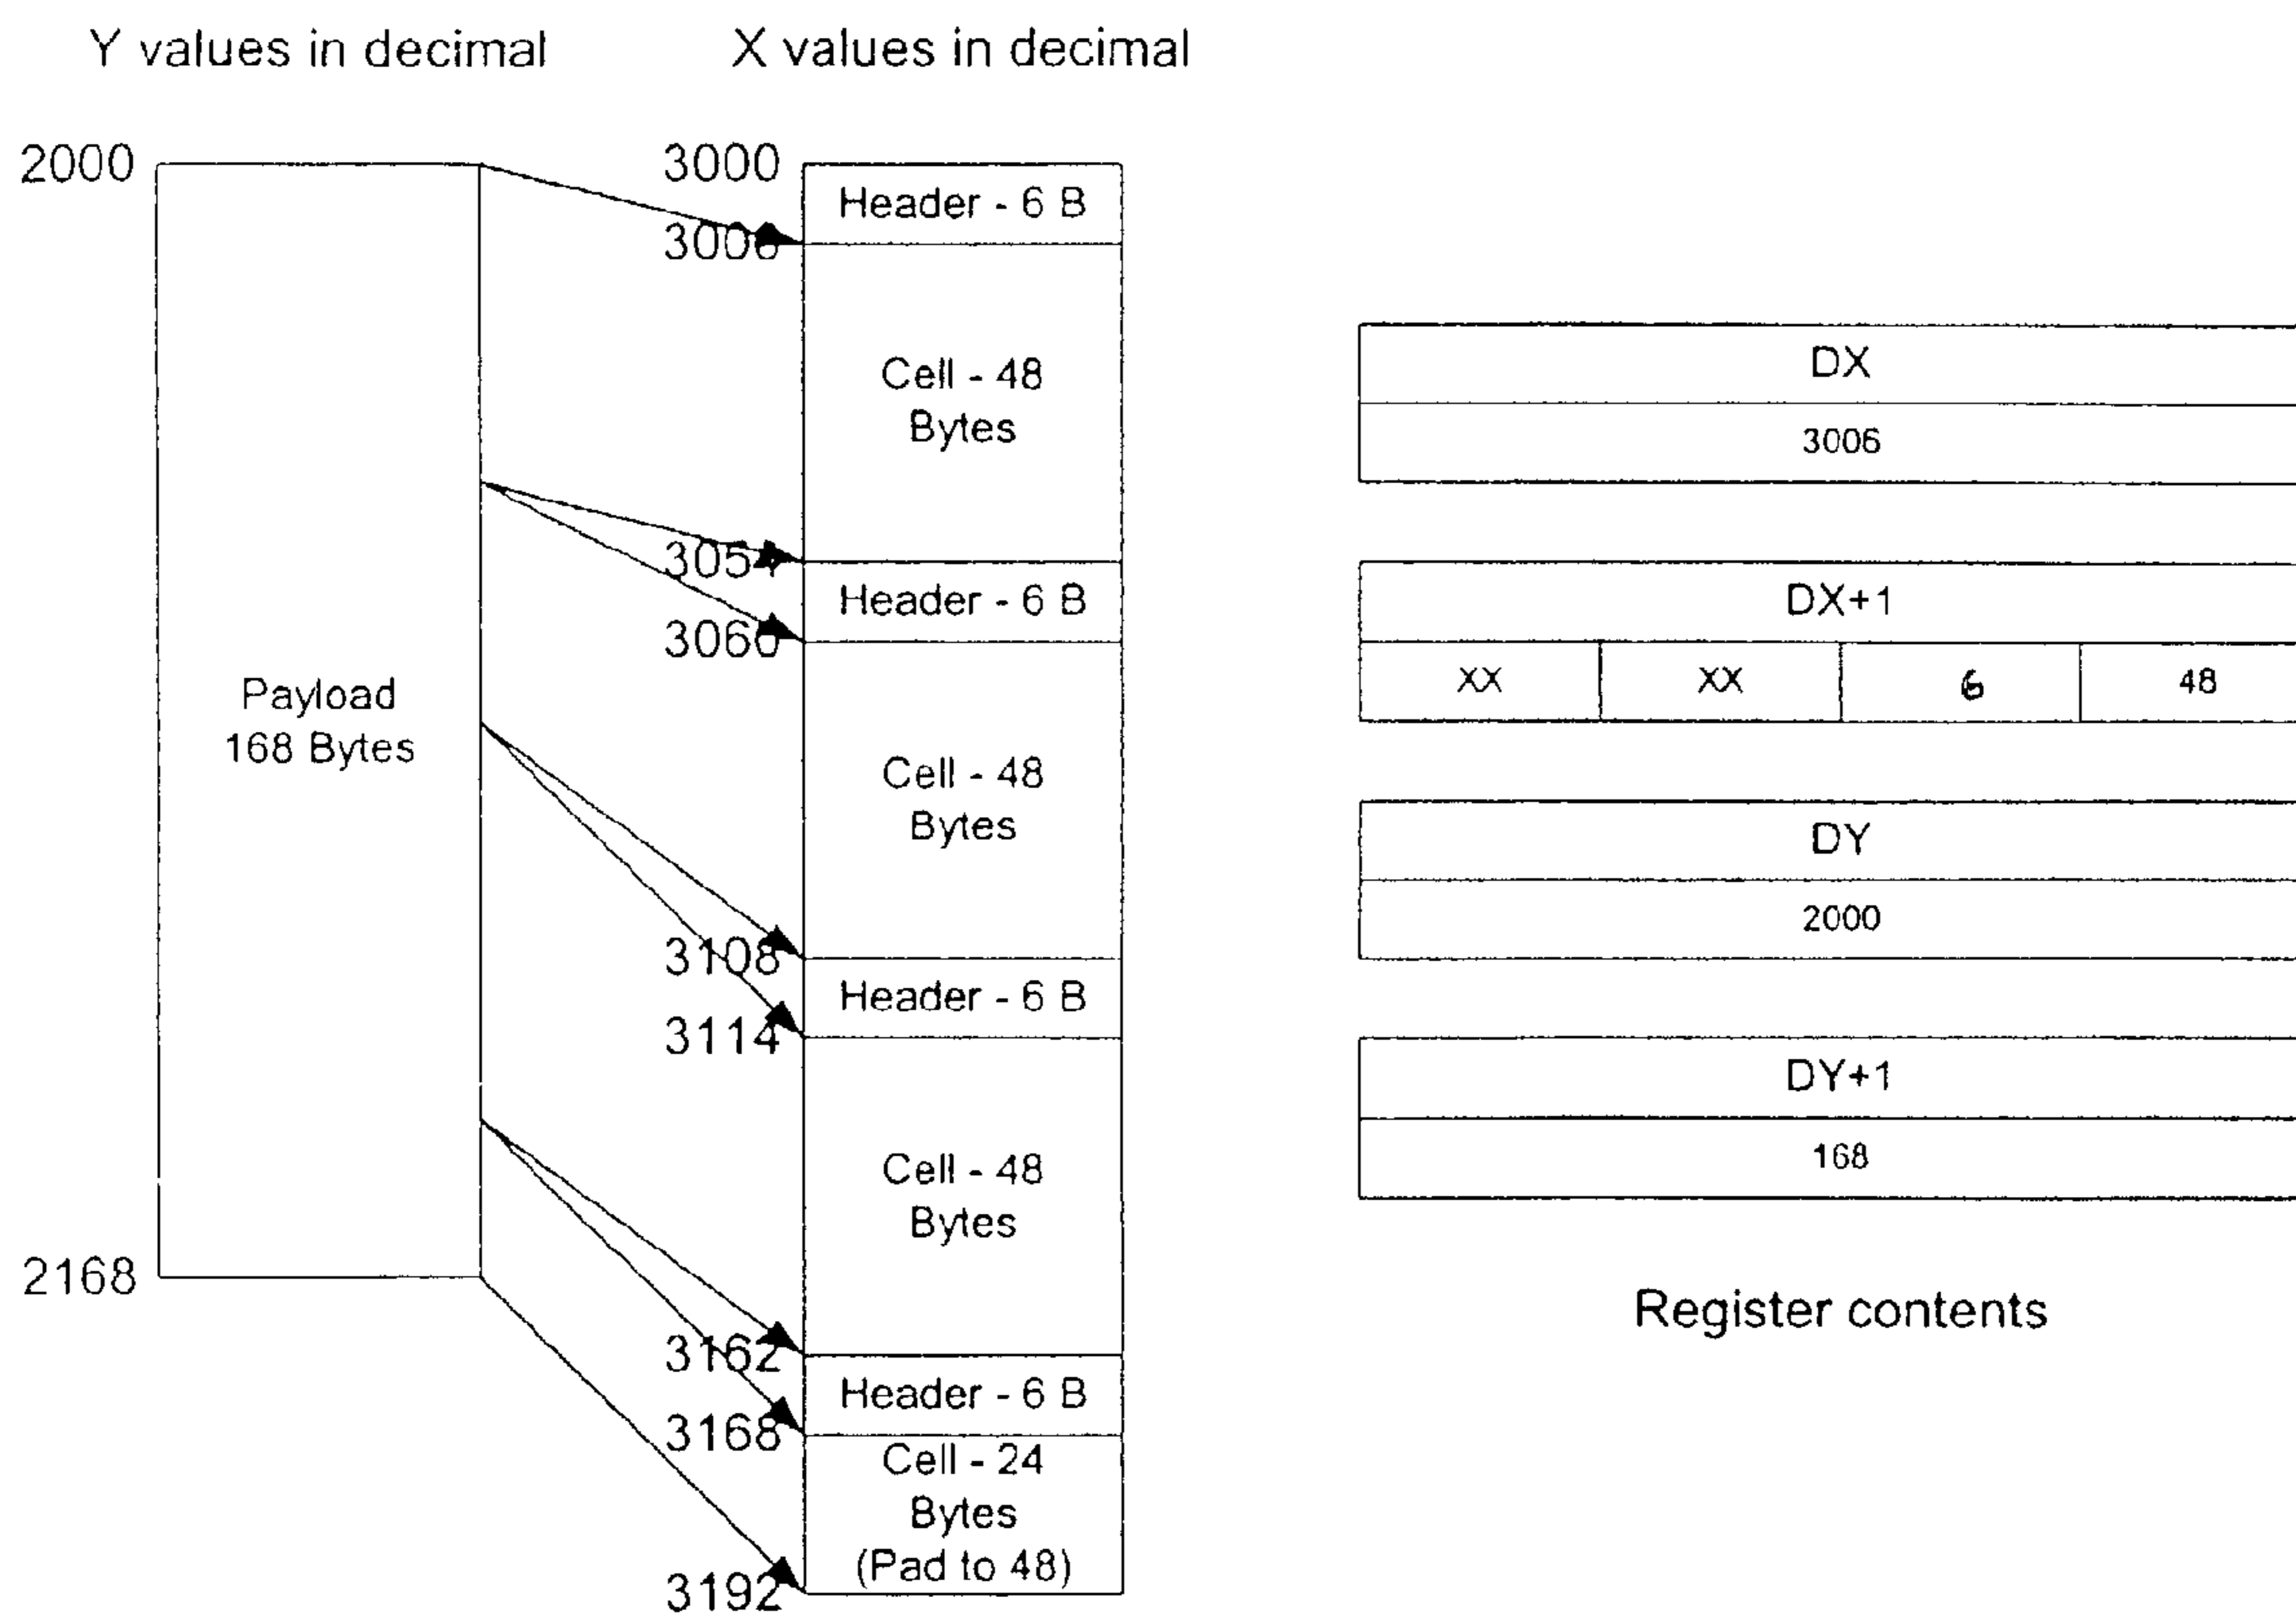 Y values in decimal
X values in decimal
2000
Payload
168 Bytes
2168
3000
Header - 6 B
3006
Cell - 48
Bytes
3054
Header - 6 B
3060
Cell - 48
Bytes
3108
Header - 6 B
3114
Cell - 48
Bytes
3162
Header - 6 B
3168
Cell - 24
Bytes
(Pad to 48)
3192
DX
3006
DX+1
XX XX 6 48
DY
2000
DY+1
168
Register contents